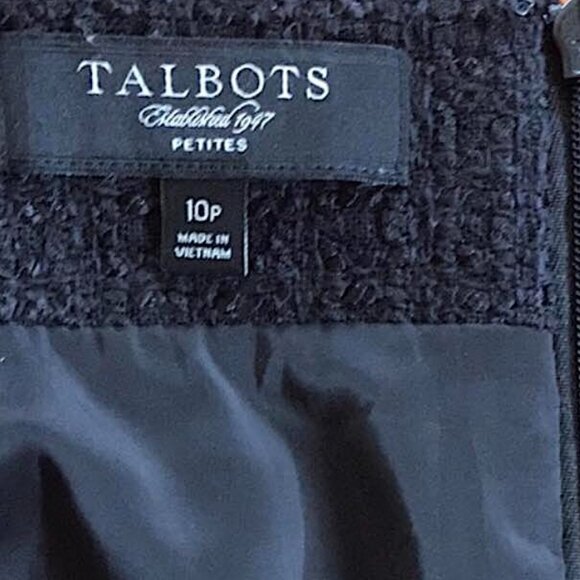 TALBOTS
Established 1947
PETITES
10P
MADE IN
VIETNAM